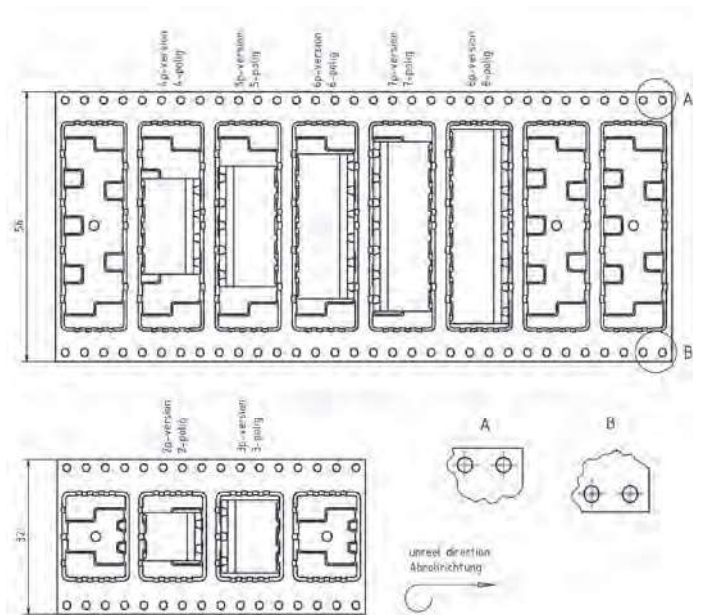 4p-version
4-polig
5p-version
5-polig
6p-version
6-polig
7p-version
7-polig
8p-version
8-polig
A
56
B
2p-version
2-polig
3p-version
3-polig
32
A
B
unreel direction
Abrollrichtung